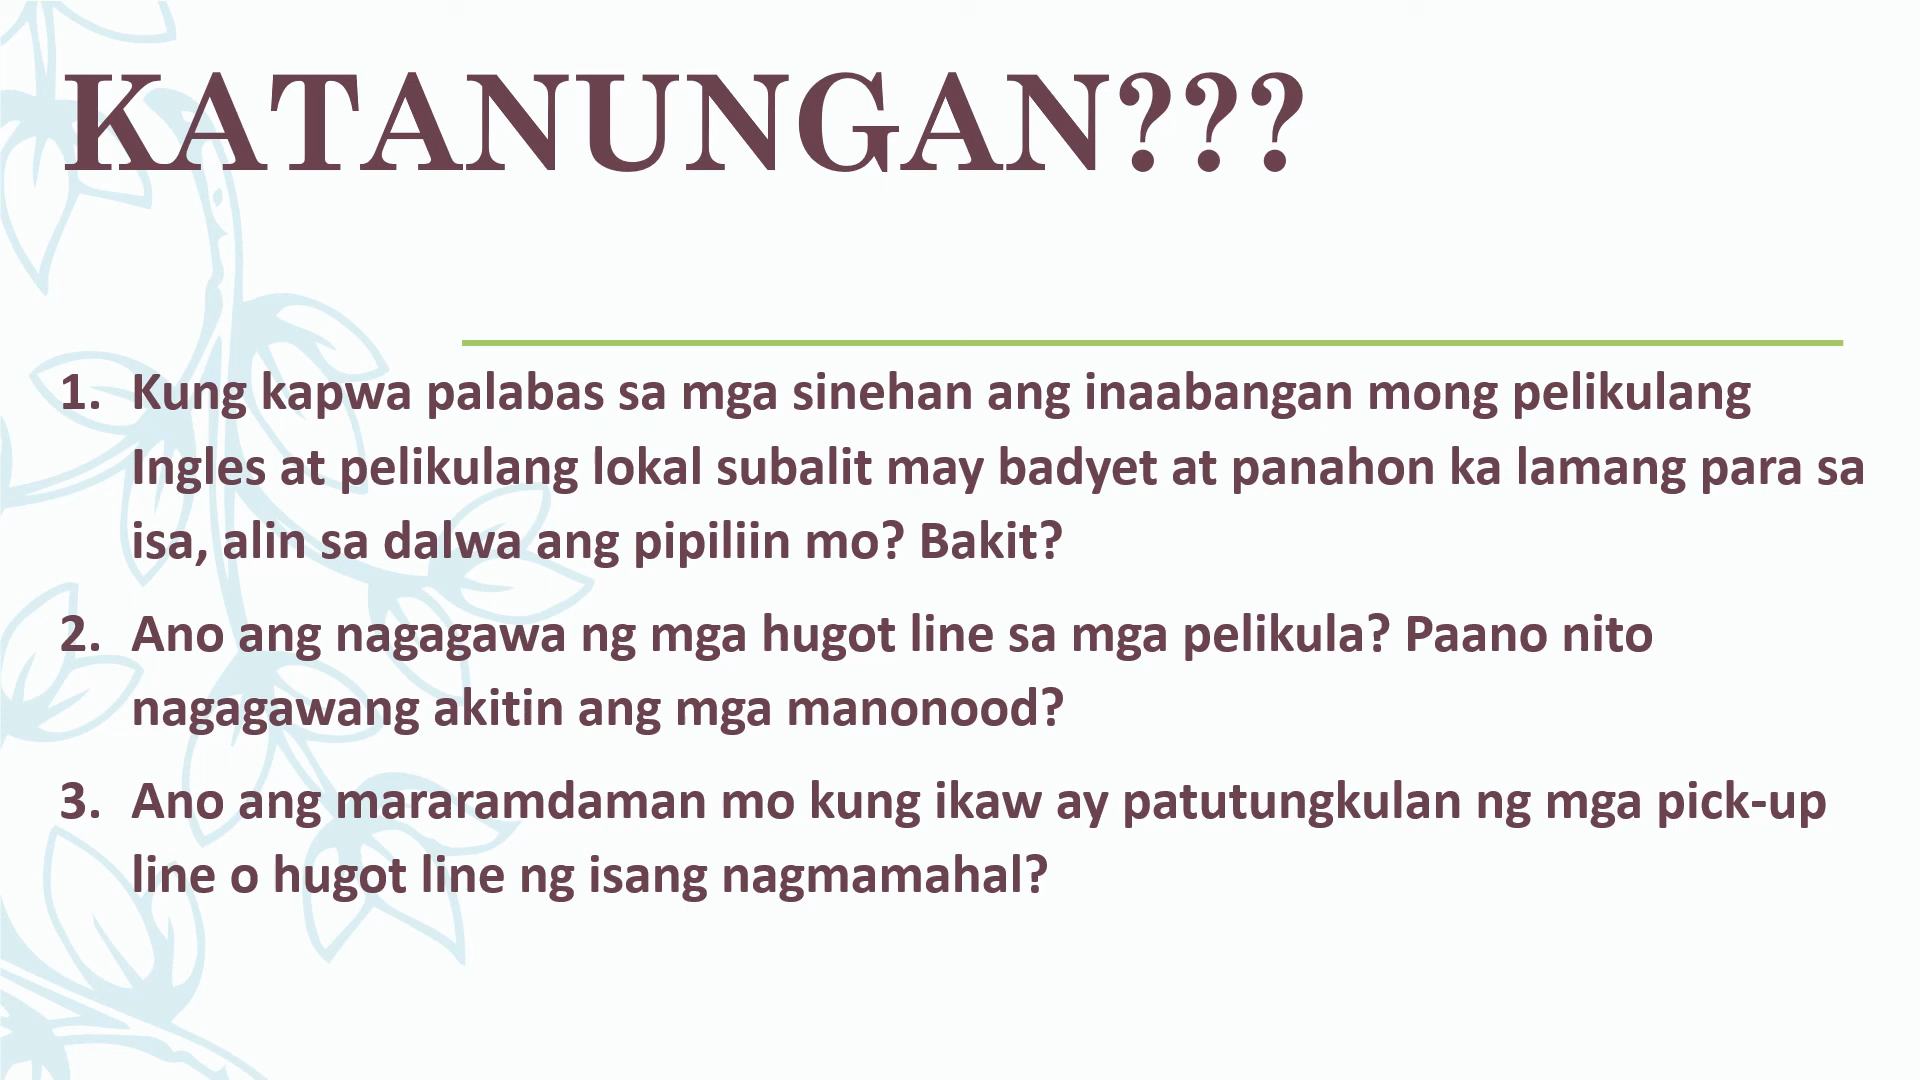 KATANUNGAN???
1. Kung kapwa palabas sa mga sinehan ang inaabangan mong pelikulang
Ingles at pelikulang lokal subalit may badyet at panahon ka lamang para sa
isa, alin sa dalwa ang pipiliin mo? Bakit?
2. Ano ang nagagawa ng mga hugot line sa mga pelikula? Paano nito
nagagawang akitin ang mga manonood?
3. Ano ang mararamdaman mo kung ikaw ay patutungkulan ng mga pick-up
line o hugot line ng isang nagmamahal?